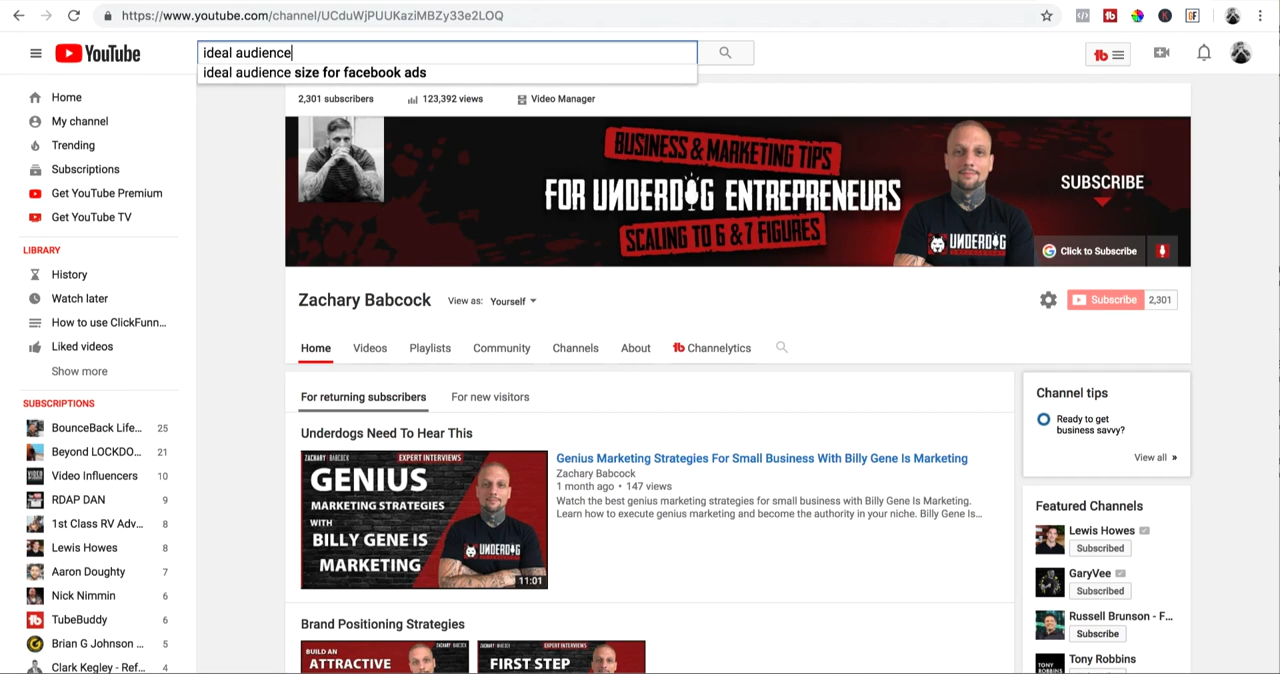 https://www.youtube.com/channel/UCduWjPUUKaziMBZy33e2LOQ
YouTube
ideal audience
ideal audience size for facebook ads
2,301 subscribers
123,392 views
Video Manager
Home
My channel
Trending
Subscriptions
Get YouTube Premium
Get YouTube TV
LIBRARY
History
Watch later
How to use ClickFunn...
Liked videos
Show more
SUBSCRIPTIONS
BounceBack Life... 25
Beyond LOCKDO... 21
Video Influencers 10
RDAP DAN 9
1st Class RV Adv... 8
Lewis Howes 8
Aaron Doughty 7
Nick Nimmin 6
TubeBuddy 6
Brian G Johnson ... 5
Clark Kegley - Ref... 4
BUSINESS & MARKETING TIPS
FOR UNDERDOG ENTREPRENEURS
SCALING TO 6 & 7 FIGURES
UNDERDOG
SUBSCRIBE
Click to Subscribe
Zachary Babcock
View as: Yourself
Subscribe 2,301
Home Videos Playlists Community Channels About Channelytics
For returning subscribers For new visitors
Underdogs Need To Hear This
ZACHARY BABCOCK EXPERT INTERVIEWS
GENIUS
MARKETING STRATEGIES
WITH
BILLY GENE IS
MARKETING
UNDERDOG
11:01
Genius Marketing Strategies For Small Business With Billy Gene Is Marketing
Zachary Babcock
1 month ago • 147 views
Watch the best genius marketing strategies for small business with Billy Gene Is Marketing.
Learn how to execute genius marketing and become the authority in your niche. Billy Gene Is...
Brand Positioning Strategies
BUILD AN
ATTRACTIVE
ZACHARY BABCOCK
ZACHARY BABCOCK EXPERT INTERVIEWS
FIRST STEP
Channel tips
Ready to get
business savvy?
View all »
Featured Channels
Lewis Howes
Subscribed
GaryVee
Subscribed
Russell Brunson - F...
Subscribe
Tony Robbins
TONY
ROBBINS